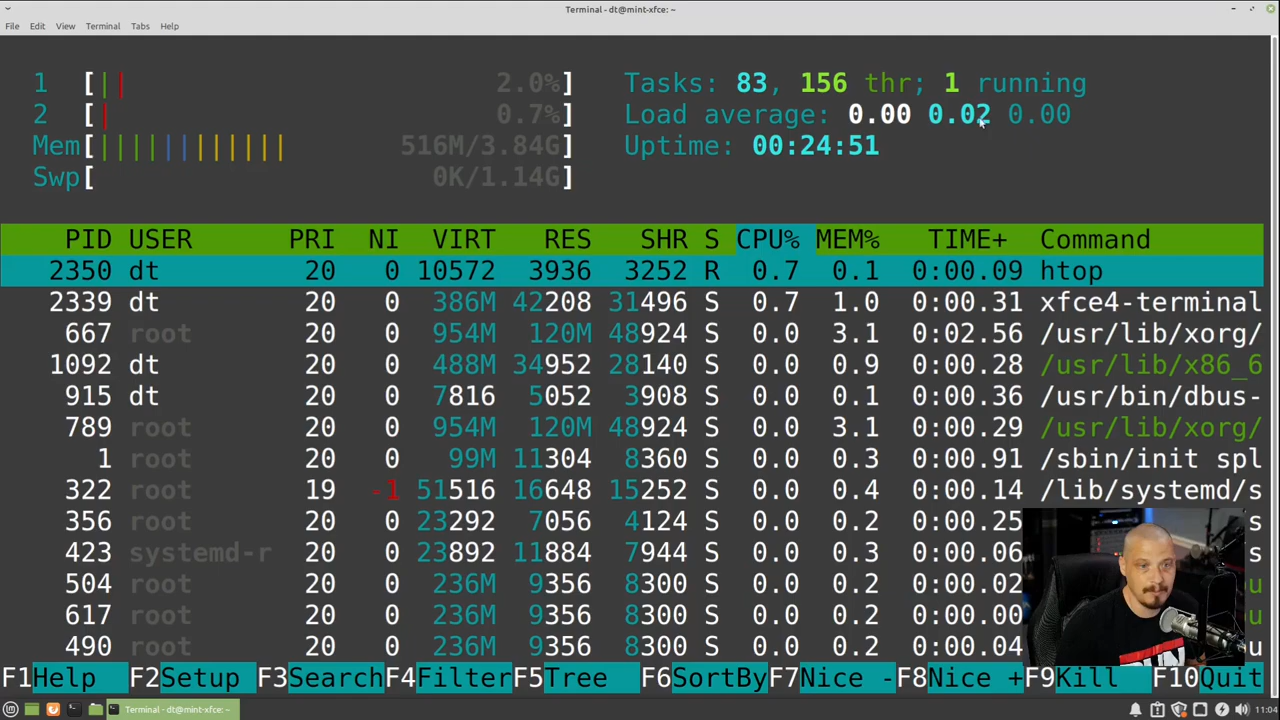 Terminal - dt@mint-xfce: ~
File Edit View Terminal Tabs Help
1 [|| 2.0%] Tasks: 83, 156 thr; 1 running
2 [| 0.7%] Load average: 0.00 0.02 0.00
Mem[|||||||||||| 516M/3.84G] Uptime: 00:24:51
Swp[ 0K/1.14G]
PID USER PRI NI VIRT RES SHR S CPU% MEM% TIME+ Command
2350 dt 20 0 10572 3936 3252 R 0.7 0.1 0:00.09 htop
2339 dt 20 0 386M 42208 31496 S 0.7 1.0 0:00.31 xfce4-terminal
667 root 20 0 954M 120M 48924 S 0.0 3.1 0:02.56 /usr/lib/xorg/
1092 dt 20 0 488M 34952 28140 S 0.0 0.9 0:00.28 /usr/lib/x86_6
915 dt 20 0 7816 5052 3908 S 0.0 0.1 0:00.36 /usr/bin/dbus-
789 root 20 0 954M 120M 48924 S 0.0 3.1 0:00.29 /usr/lib/xorg/
1 root 20 0 99M 11304 8360 S 0.0 0.3 0:00.91 /sbin/init spl
322 root 19 -1 51516 16648 15252 S 0.0 0.4 0:00.14 /lib/systemd/s
356 root 20 0 23292 7056 4124 S 0.0 0.2 0:00.25 s
423 systemd-r 20 0 23892 11884 7944 S 0.0 0.3 0:00.06 s
504 root 20 0 236M 9356 8300 S 0.0 0.2 0:00.02 u
617 root 20 0 236M 9356 8300 S 0.0 0.2 0:00.00 u
490 root 20 0 236M 9356 8300 S 0.0 0.2 0:00.04 u
F1Help F2Setup F3Search F4Filter F5Tree F6SortBy F7Nice - F8Nice + F9Kill F10Quit
Terminal - dt@mint-xfce: ~ 11:04